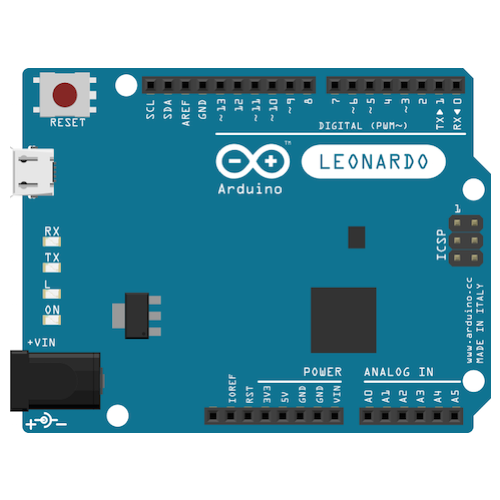 RESET
SCL SDA AREF GND ~13 12 ~11 ~10 ~9 8 7 ~6 ~5 4 ~3 2 TX▶1 RX◀0
DIGITAL (PWM~)
TM
LEONARDO
Arduino
1
ICSP
RX
TX
L
ON
+VIN
www.arduino.cc
MADE IN ITALY
POWER
ANALOG IN
IOREF RST 3V3 5V GND GND VIN A0 A1 A2 A3 A4 A5